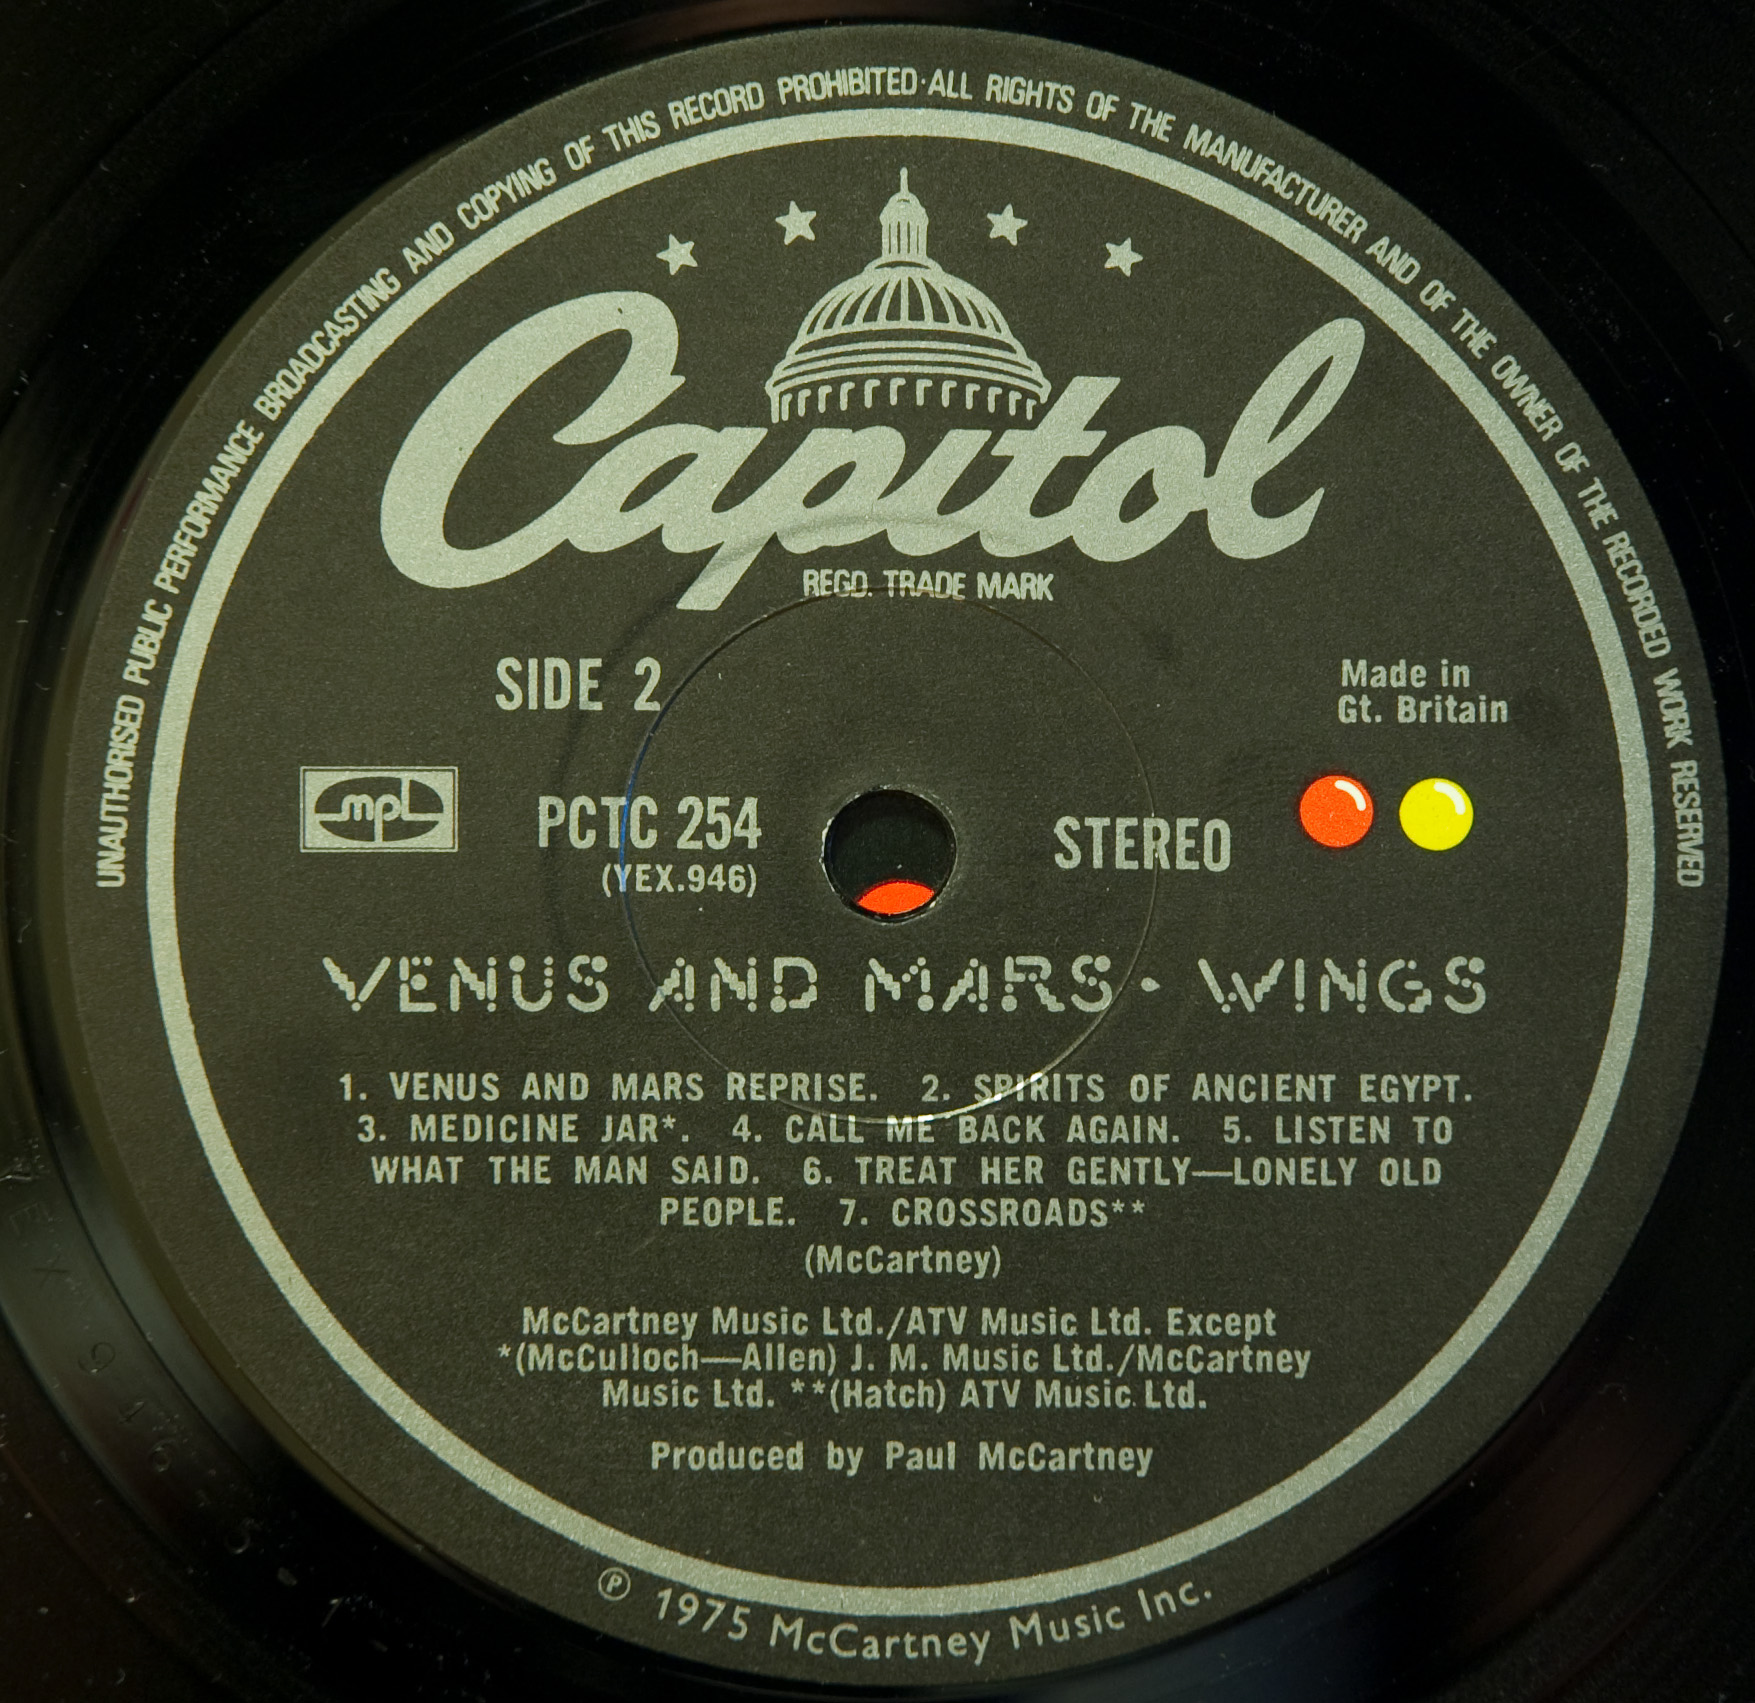 UNAUTHORISED PUBLIC PERFORMANCE BROADCASTING AND COPYING OF THIS RECORD PROHIBITED·ALL RIGHTS OF THE MANUFACTURER AND OF THE OWNER OF THE RECORDED WORK RESERVED
Capitol
REGD. TRADE MARK
SIDE 2
Made in
Gt. Britain
mpl
PCTC 254
STEREO
(YEX.946)
VENUS AND MARS · WINGS
1. VENUS AND MARS REPRISE. 2. SPIRITS OF ANCIENT EGYPT.
3. MEDICINE JAR*. 4. CALL ME BACK AGAIN. 5. LISTEN TO
WHAT THE MAN SAID. 6. TREAT HER GENTLY—LONELY OLD
PEOPLE. 7. CROSSROADS**
(McCartney)
McCartney Music Ltd./ATV Music Ltd. Except
*(McCulloch—Allen) J. M. Music Ltd./McCartney
Music Ltd. **(Hatch) ATV Music Ltd.
Produced by Paul McCartney
℗ 1975 McCartney Music Inc.